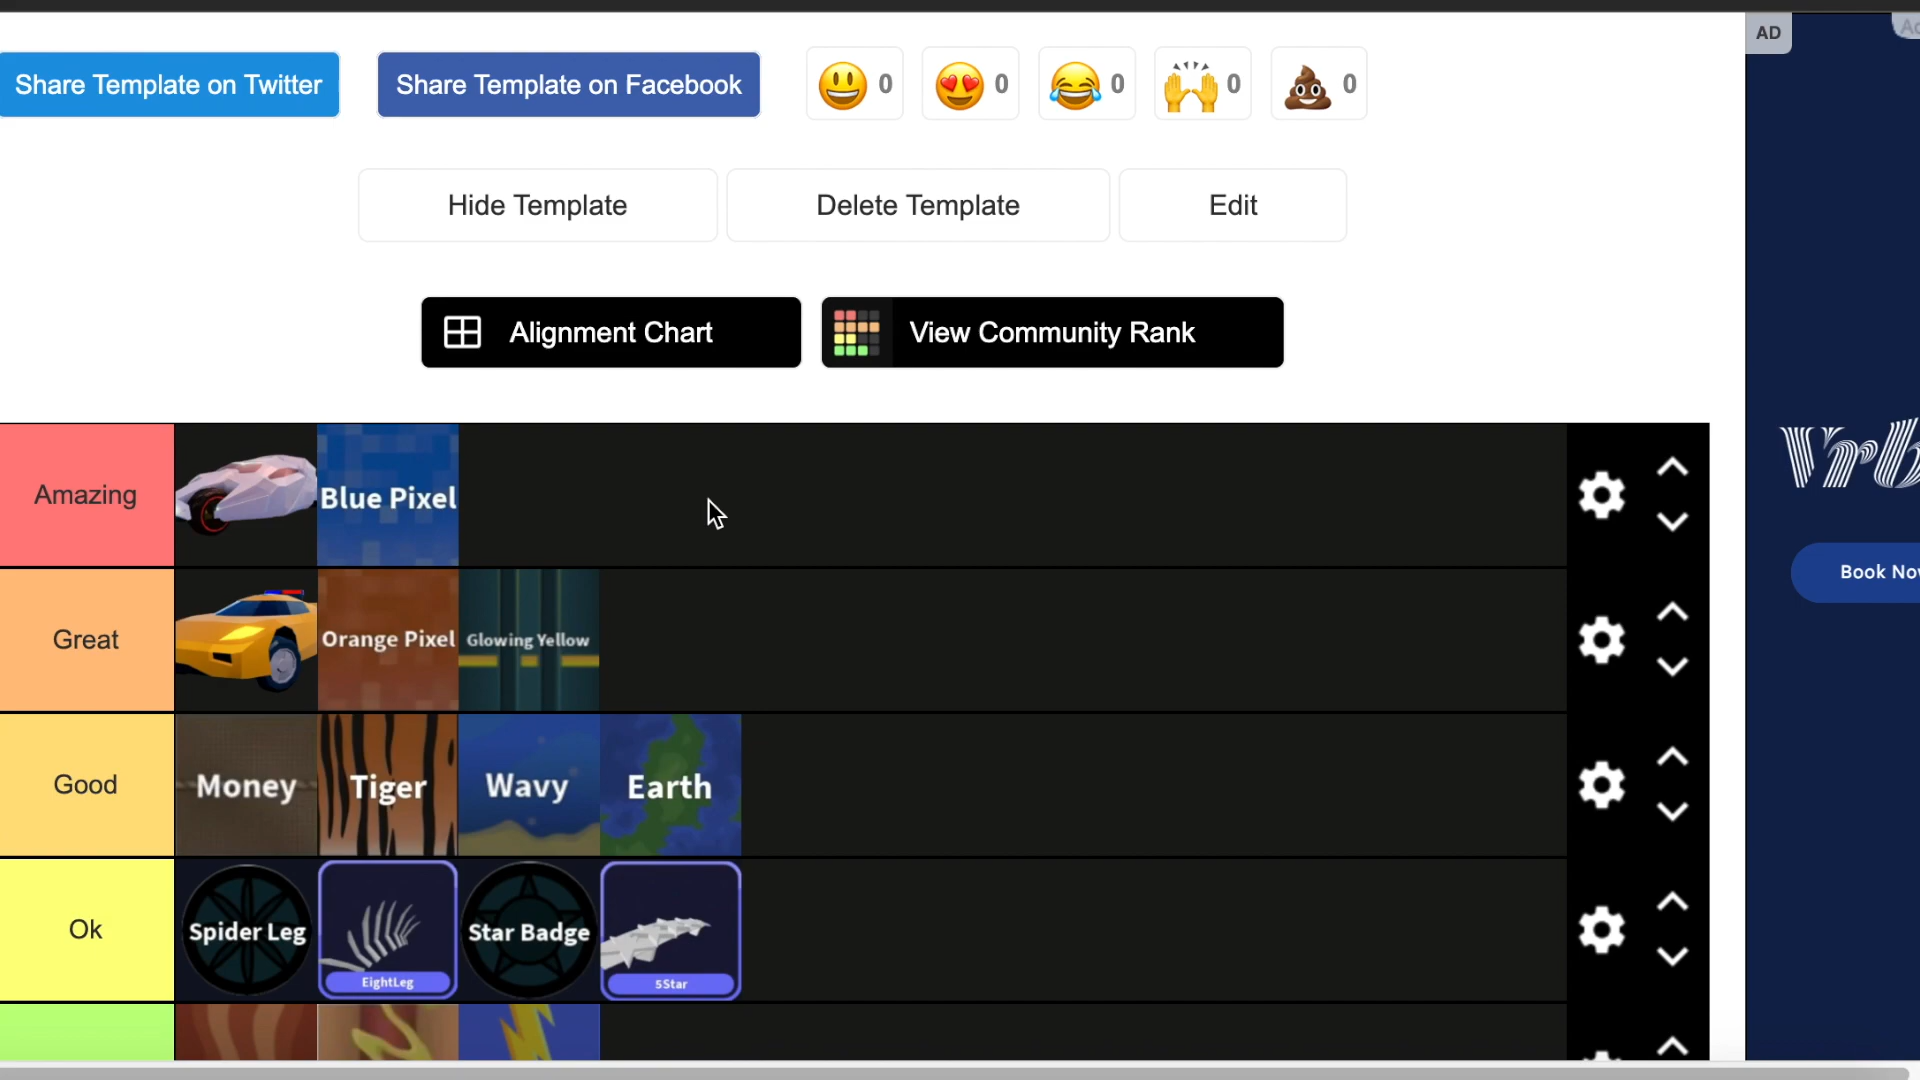 AD
Share Template on Twitter
Share Template on Facebook
0
0
0
0
0
Hide Template
Delete Template
Edit
Alignment Chart
View Community Rank
Amazing
Blue Pixel
Great
Orange Pixel
Glowing Yellow
Good
Money
Tiger
Wavy
Earth
Ok
Spider Leg
EightLeg
Star Badge
5Star
Vrb
Book Nov